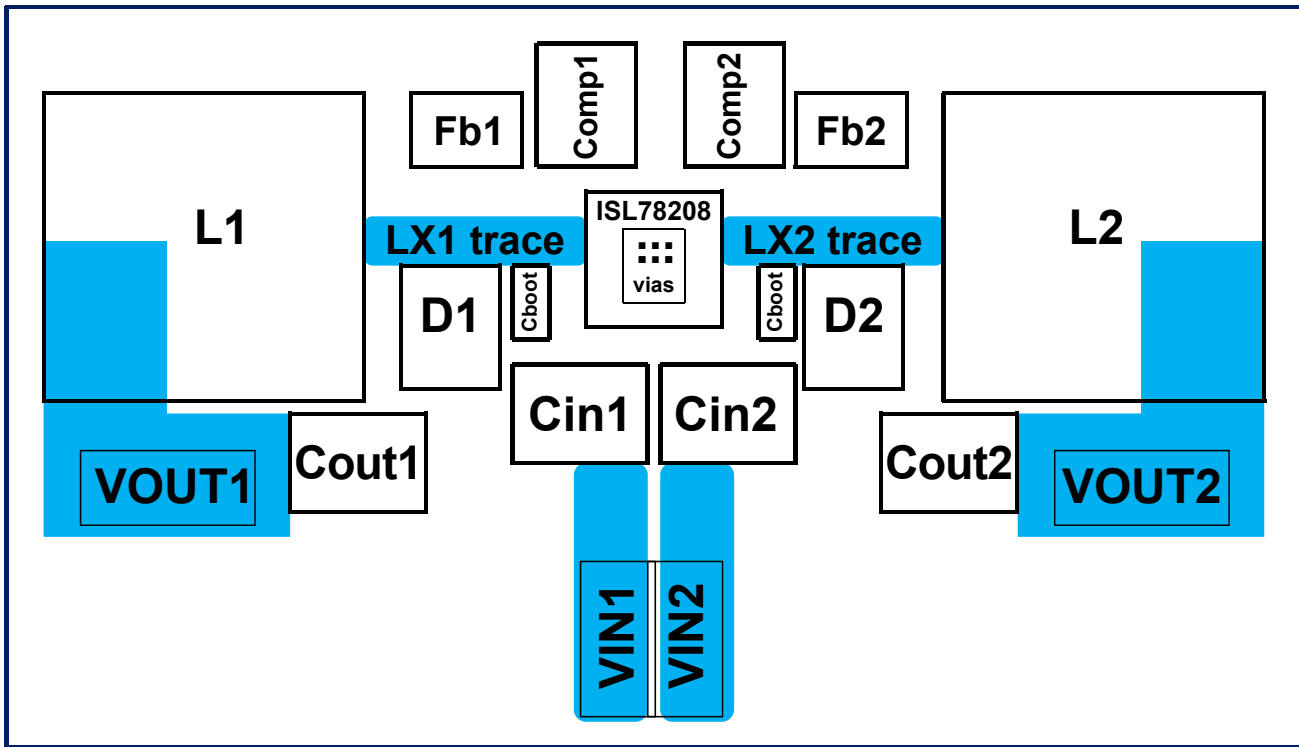 Comp1
Comp2
Fb1
Fb2
L1
ISL78208
L2
LX1 trace
LX2 trace
vias
D1
Cboot
Cboot
D2
Cin1
Cin2
Cout1
Cout2
VOUT1
VOUT2
VIN1
VIN2